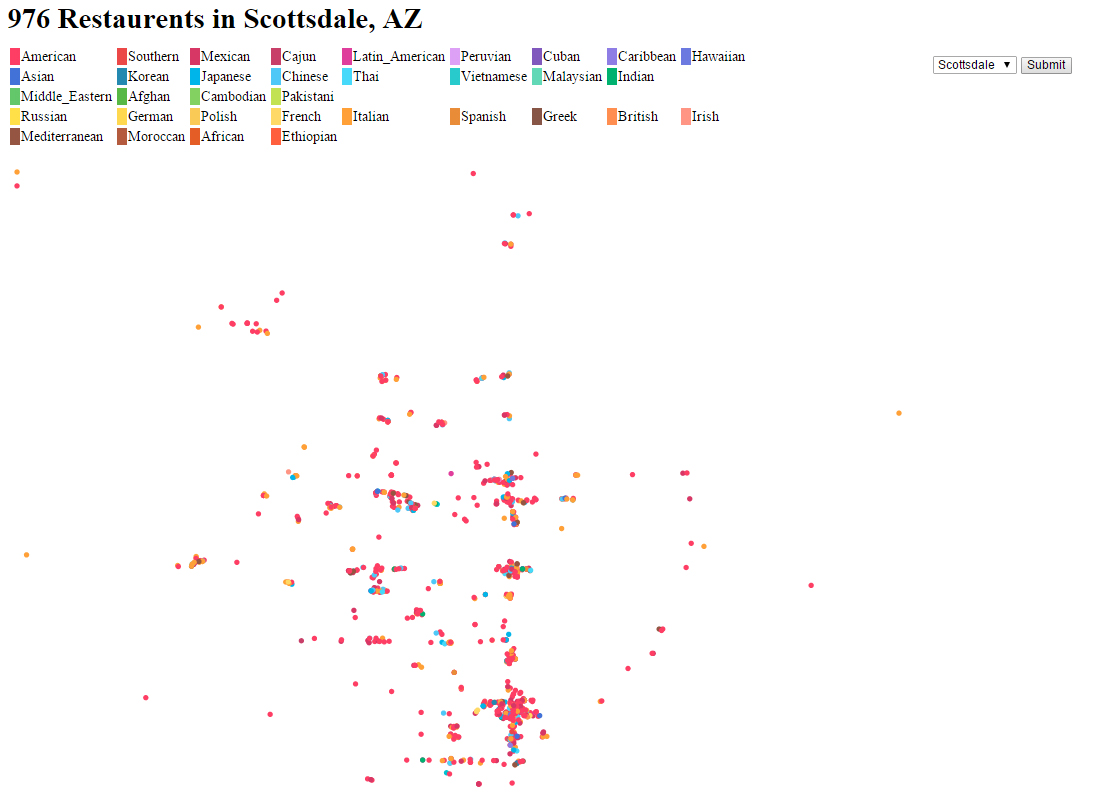 976 Restaurents in Scottsdale, AZ
American Southern Mexican Cajun Latin_American Peruvian Cuban Caribbean Hawaiian
Asian Korean Japanese Chinese Thai Vietnamese Malaysian Indian
Middle_Eastern Afghan Cambodian Pakistani
Russian German Polish French Italian Spanish Greek British Irish
Mediterranean Moroccan African Ethiopian
Scottsdale ▼ Submit